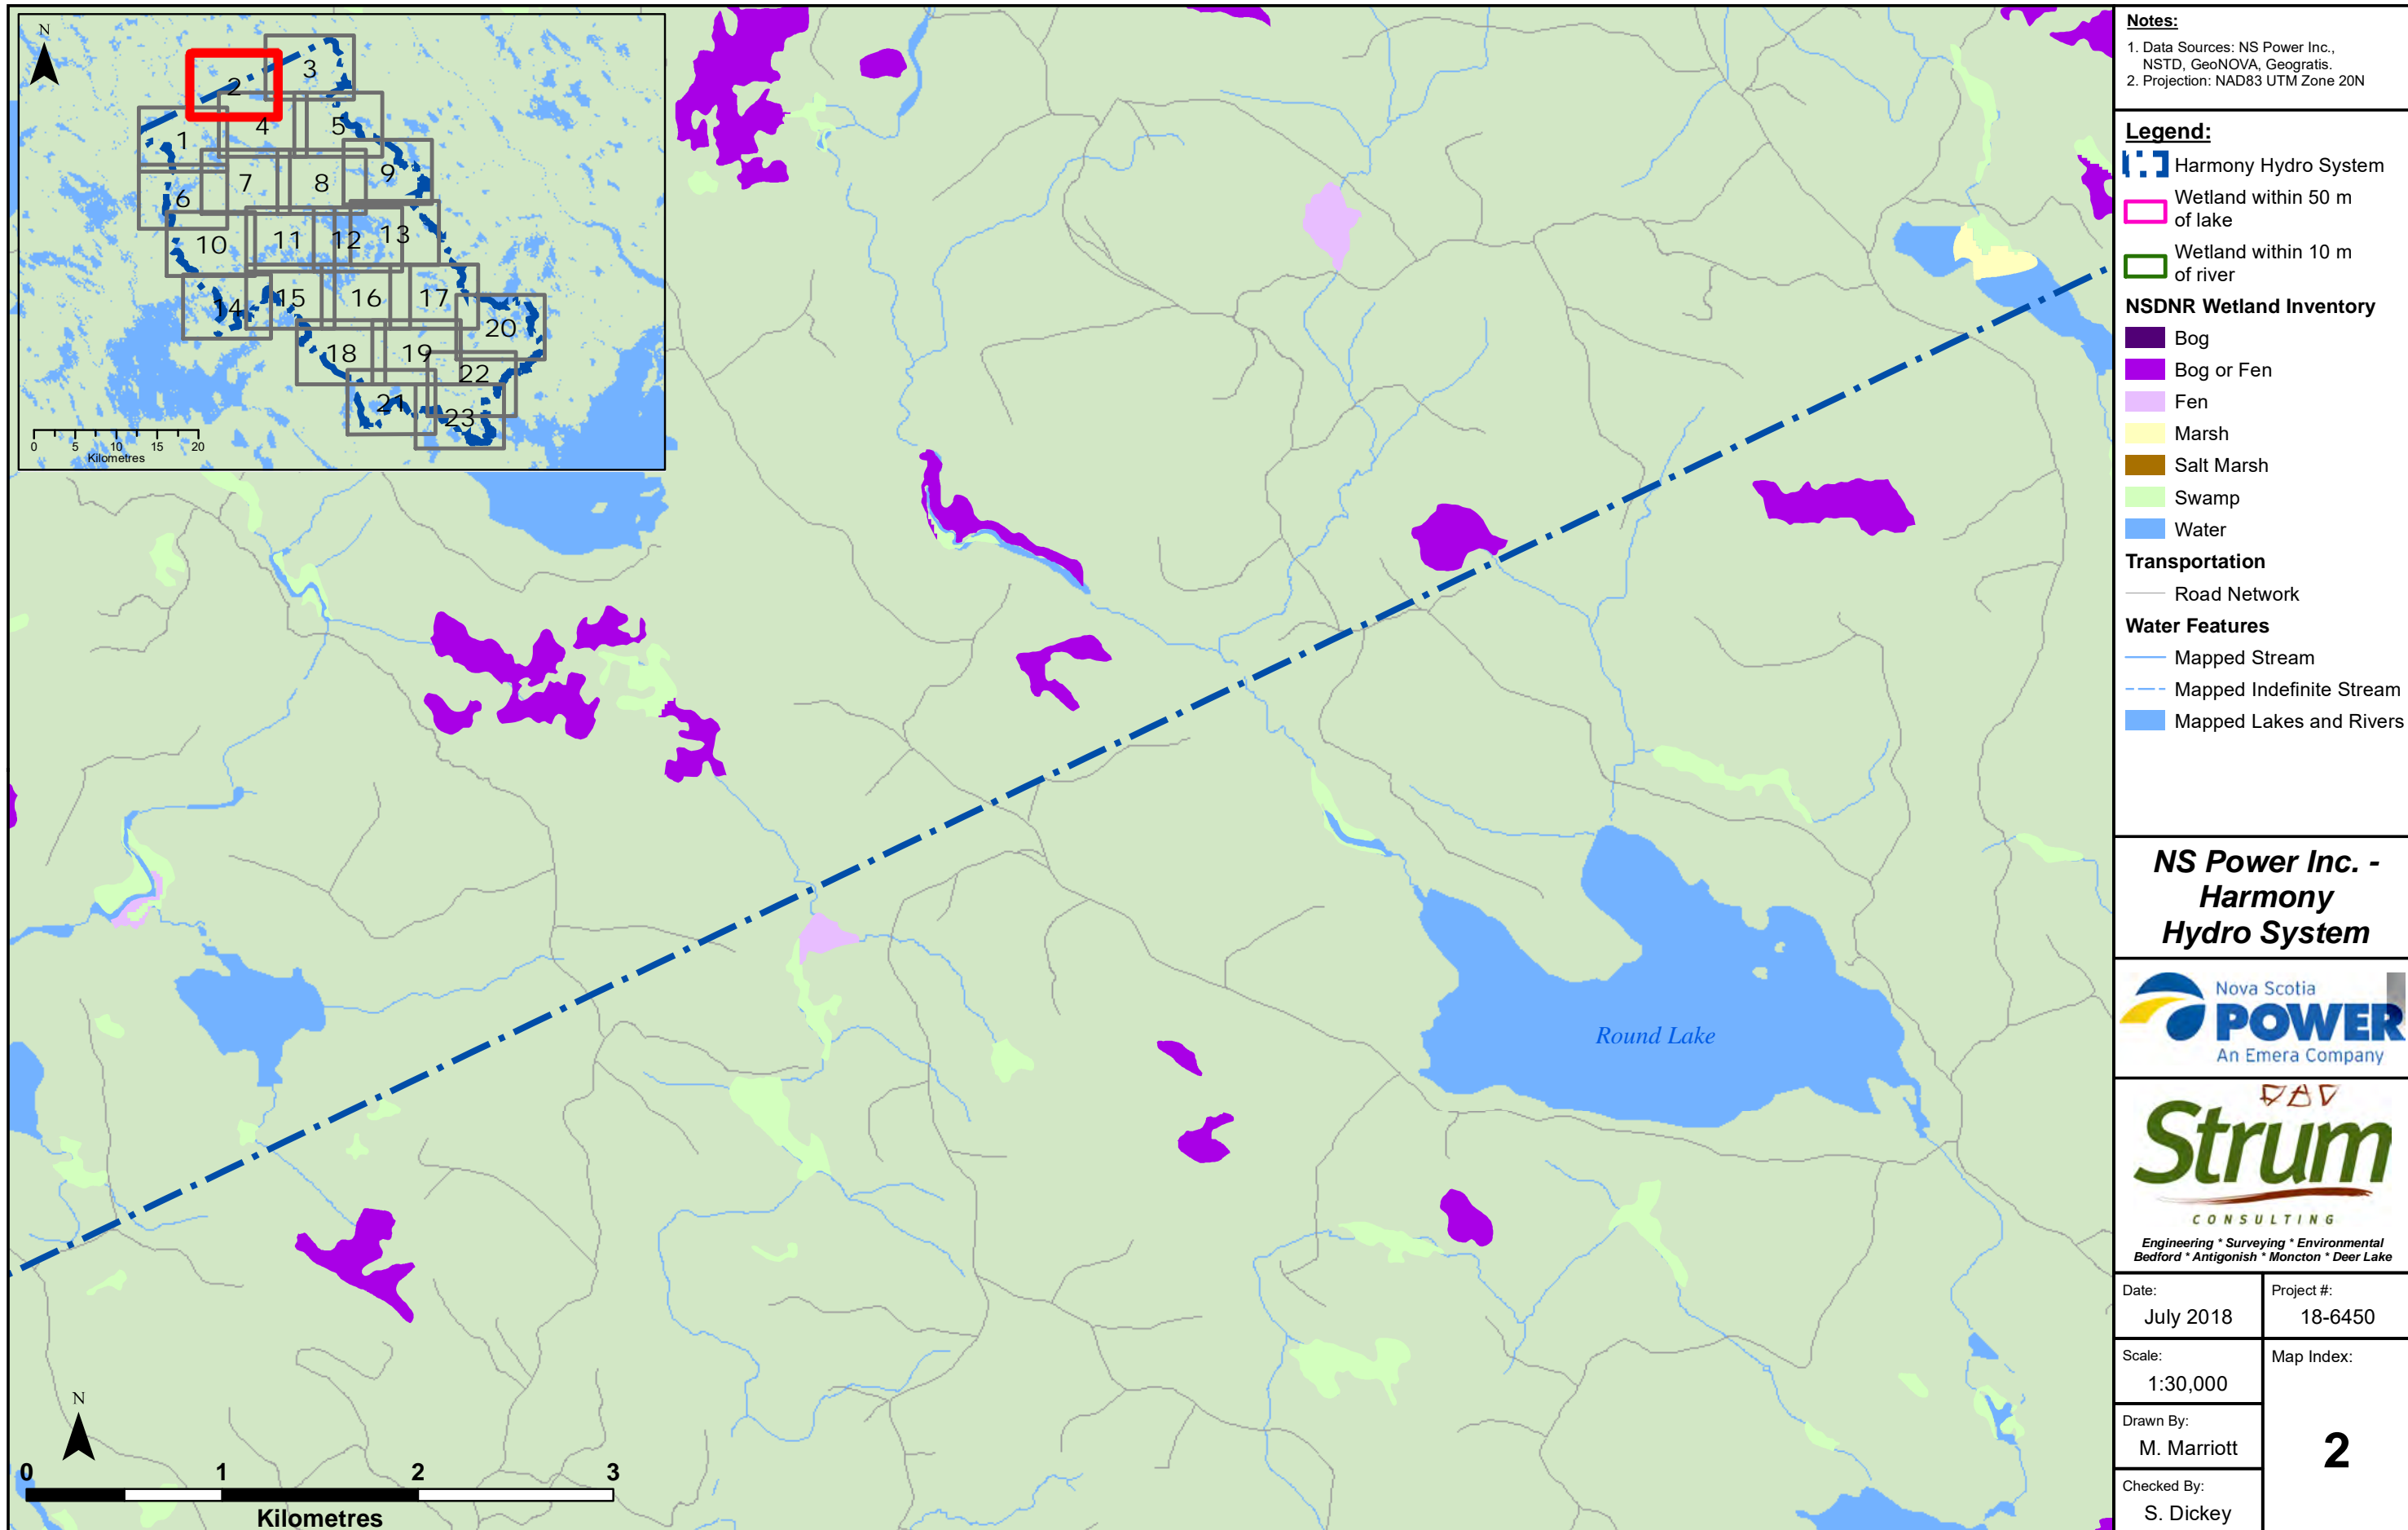 N
1
2
3
4
5
6
7
8
9
10
11
12
13
14
15
16
17
18
19
20
21
22
23
0 5 10 15 20
Kilometres
Round Lake
N
0 1 2 3
Kilometres
Notes:
1. Data Sources: NS Power Inc.,
NSTD, GeoNOVA, Geogratis.
2. Projection: NAD83 UTM Zone 20N
Legend:
Harmony Hydro System
Wetland within 50 m
of lake
Wetland within 10 m
of river
NSDNR Wetland Inventory
Bog
Bog or Fen
Fen
Marsh
Salt Marsh
Swamp
Water
Transportation
Road Network
Water Features
Mapped Stream
Mapped Indefinite Stream
Mapped Lakes and Rivers
NS Power Inc. -
Harmony
Hydro System
Nova Scotia
POWER
An Emera Company
Strum
CONSULTING
Engineering * Surveying * Environmental
Bedford * Antigonish * Moncton * Deer Lake
Date:
July 2018
Project #:
18-6450
Scale:
1:30,000
Map Index:
2
Drawn By:
M. Marriott
Checked By:
S. Dickey